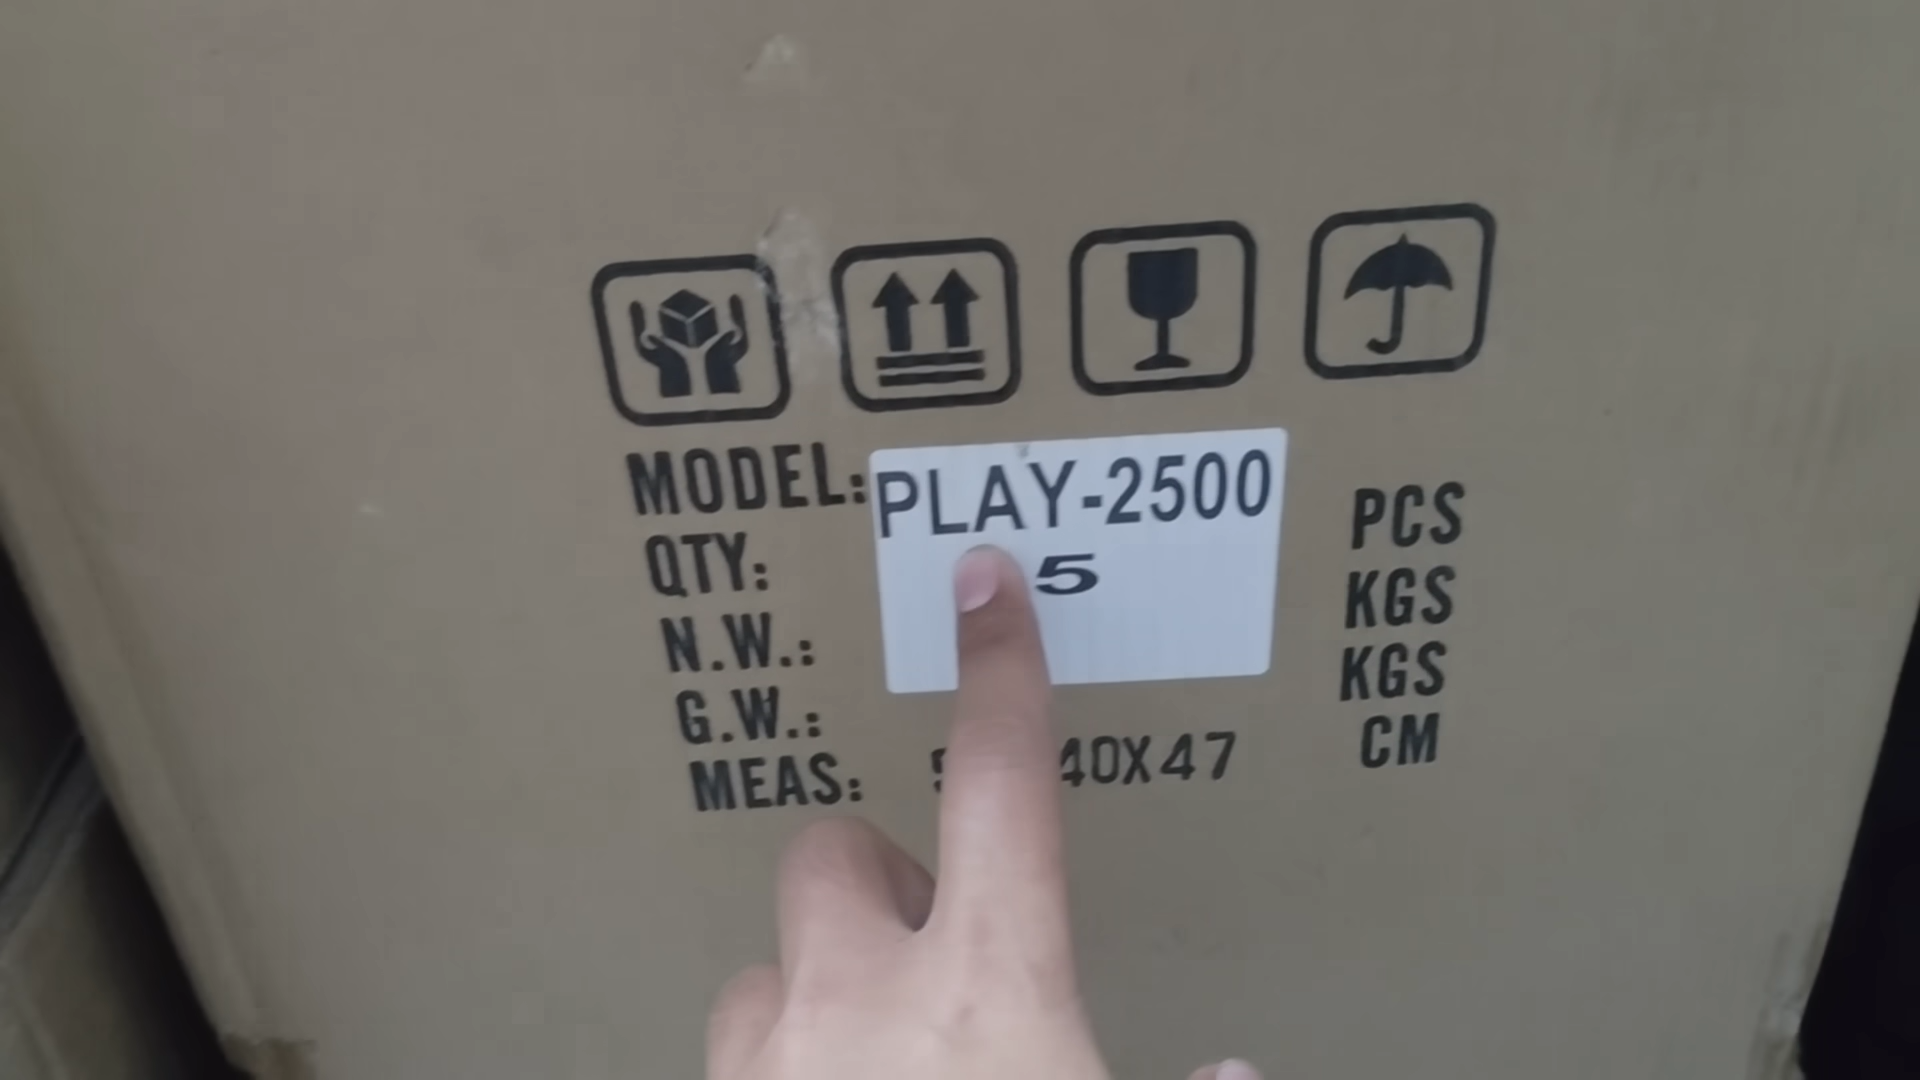 MODEL: PLAY-2500
QTY: 5 PCS
N.W.: KGS
G.W.: KGS
MEAS: 40X47 CM